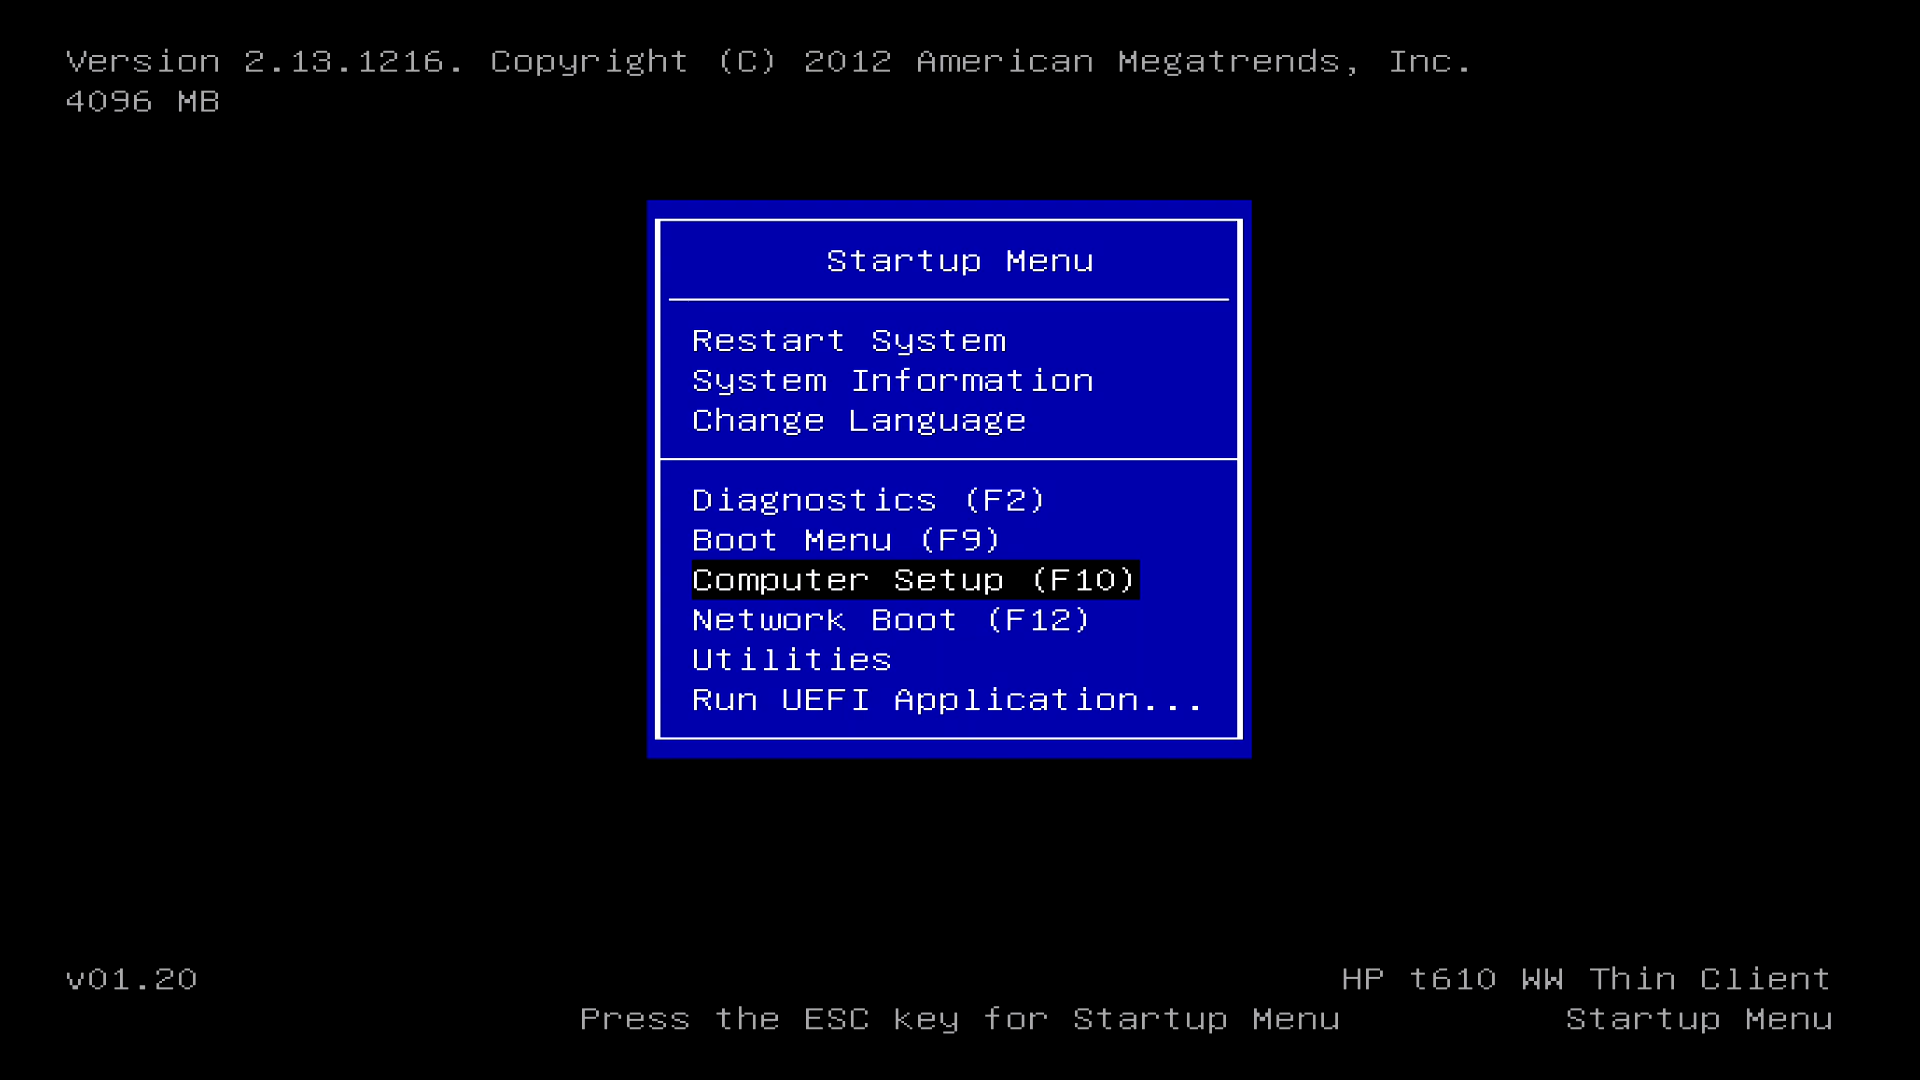 Version 2.13.1216. Copyright (C) 2012 American Megatrends, Inc.
4096 MB
Startup Menu
Restart System
System Information
Change Language
Diagnostics (F2)
Boot Menu (F9)
Computer Setup (F10)
Network Boot (F12)
Utilities
Run UEFI Application...
v01.20
HP t610 WW Thin Client
Press the ESC key for Startup Menu
Startup Menu